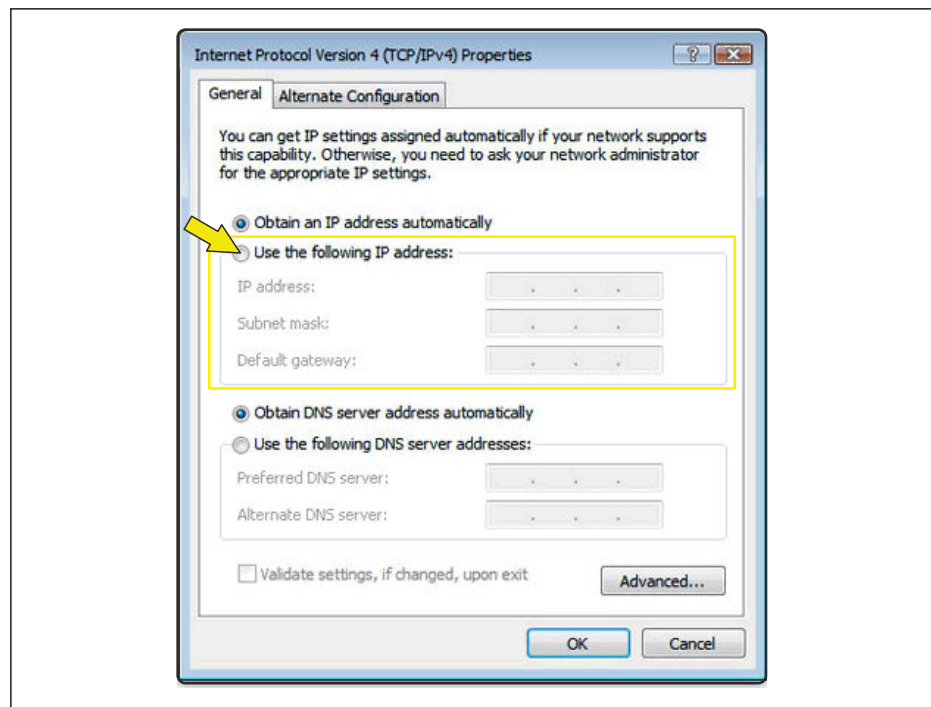 Internet Protocol Version 4 (TCP/IPv4) Properties
General
Alternate Configuration
You can get IP settings assigned automatically if your network supports
this capability. Otherwise, you need to ask your network administrator
for the appropriate IP settings.
Obtain an IP address automatically
Use the following IP address:
IP address:
Subnet mask:
Default gateway:
Obtain DNS server address automatically
Use the following DNS server addresses:
Preferred DNS server:
Alternate DNS server:
Validate settings, if changed, upon exit
Advanced...
OK
Cancel